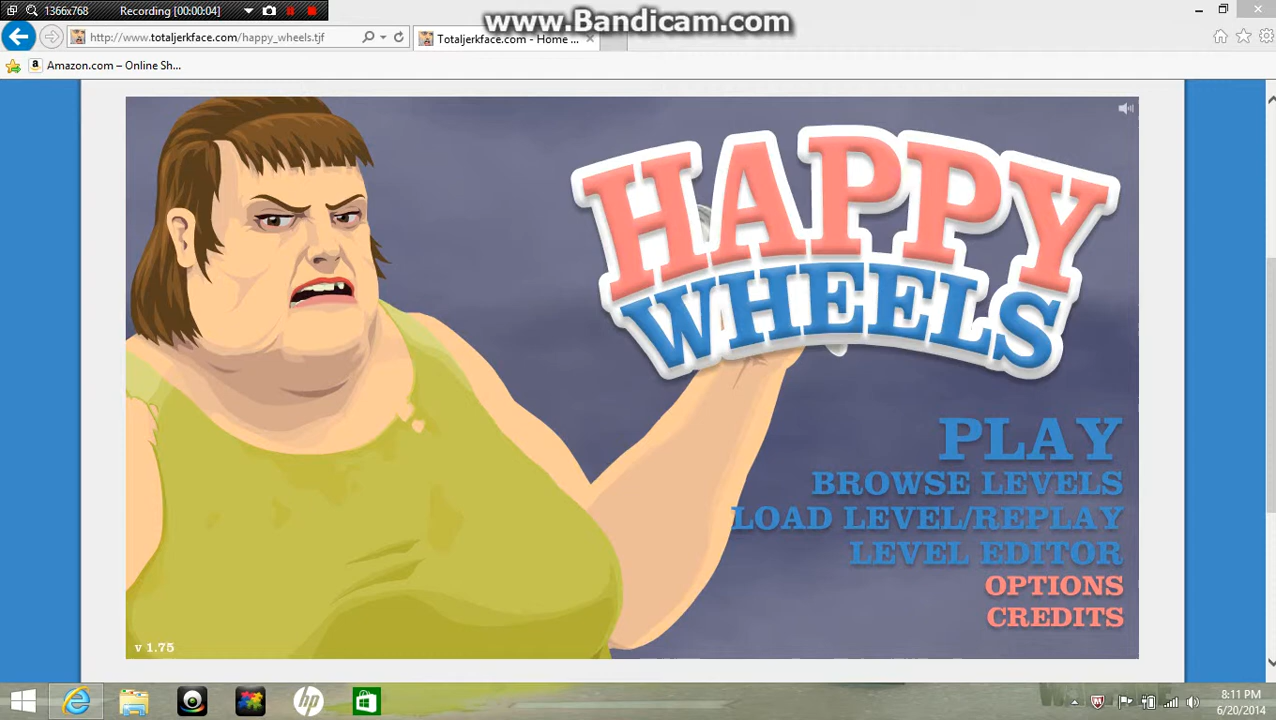 1366x768 Recording [00:00:04]
www.Bandicam.com
http://www.totaljerkface.com/happy_wheels.tjf
Totaljerkface.com - Home ...
Amazon.com – Online Sh...
HAPPY
WHEELS
PLAY
BROWSE LEVELS
LOAD LEVEL/REPLAY
LEVEL EDITOR
OPTIONS
CREDITS
v 1.75
hp
8:11 PM
6/20/2014